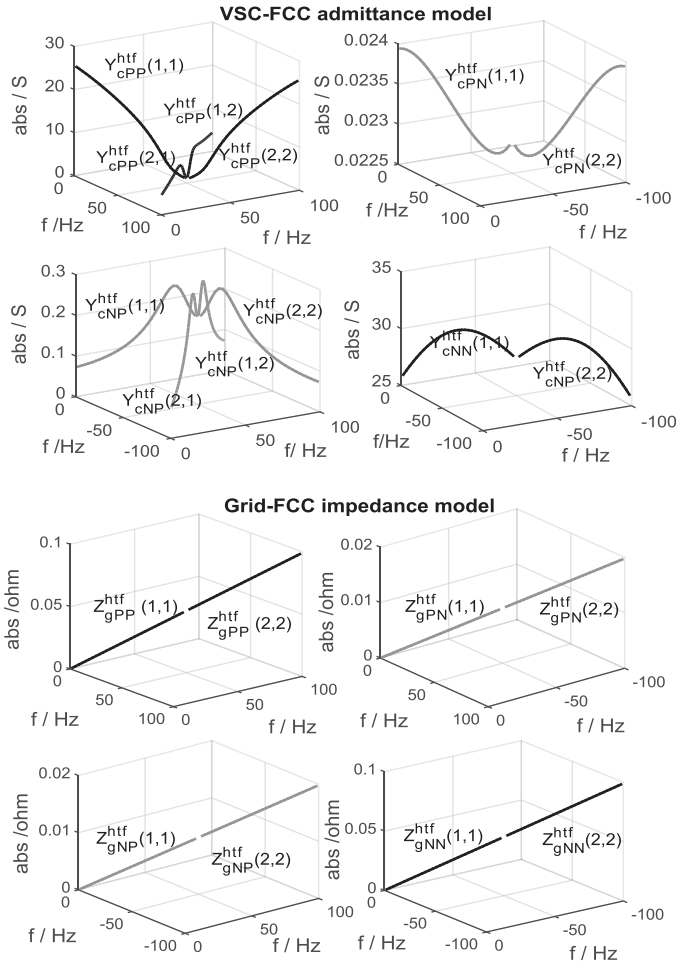 VSC-FCC admittance model
30
20
10
0
abs / S
Y^htf_cPP(1,1)
Y^htf_cPP(1,2)
Y^htf_cPP(2,1)
Y^htf_cPP(2,2)
0
50
100
f /Hz
0
50
100
f / Hz
0.024
0.0235
0.023
0.0225
abs / S
Y^htf_cPN(1,1)
Y^htf_cPN(2,2)
0
50
100
f / Hz
0
-50
-100
f / Hz
0.3
0.2
0.1
0
abs / S
Y^htf_cNP(1,1)
Y^htf_cNP(2,2)
Y^htf_cNP(1,2)
Y^htf_cNP(2,1)
0
-50
-100
f /Hz
0
50
100
f/ Hz
35
30
25
abs / S
Y^htf_cNN(1,1)
Y^htf_cNP(2,2)
0
-50
-100
f/Hz
0
-50
-100
f / Hz
Grid-FCC impedance model
0.1
0.05
0
abs /ohm
Z^htf_gPP (1,1)
Z^htf_gPP (2,2)
0
50
100
f / Hz
0
50
100
f / Hz
0.02
0.01
0
abs /ohm
Z^htf_gPN(1,1)
Z^htf_gPN(2,2)
0
50
100
f / Hz
0
-50
-100
f / Hz
0.02
0.01
0
abs /ohm
Z^htf_gNP(1,1)
Z^htf_gNP(2,2)
0
-50
-100
f / Hz
0
50
100
f / Hz
0.1
0.05
0
abs /ohm
Z^htf_gNN(1,1)
Z^htf_gNN(2,2)
0
-50
-100
f / Hz
0
-50
-100
f / Hz